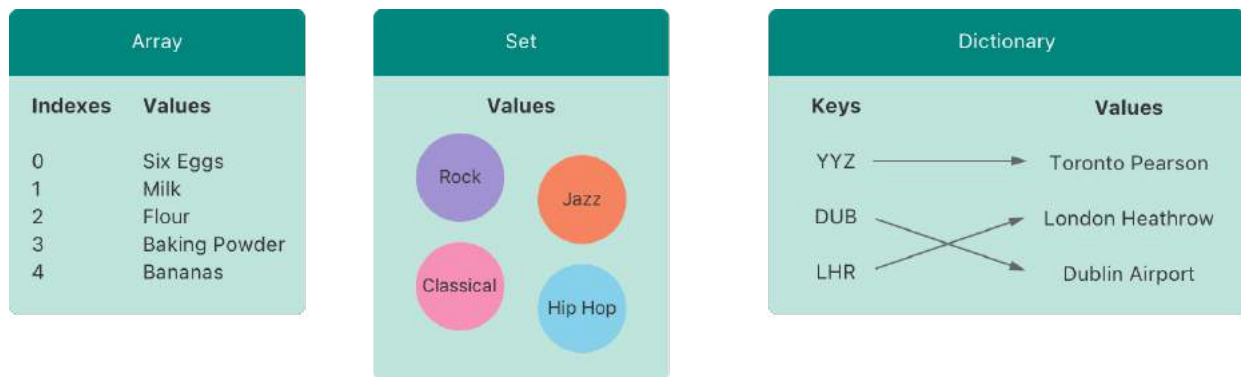 Array
Indexes Values
0 Six Eggs
1 Milk
2 Flour
3 Baking Powder
4 Bananas
Set
Values
Rock
Jazz
Classical
Hip Hop
Dictionary
Keys Values
YYZ Toronto Pearson
DUB London Heathrow
LHR Dublin Airport